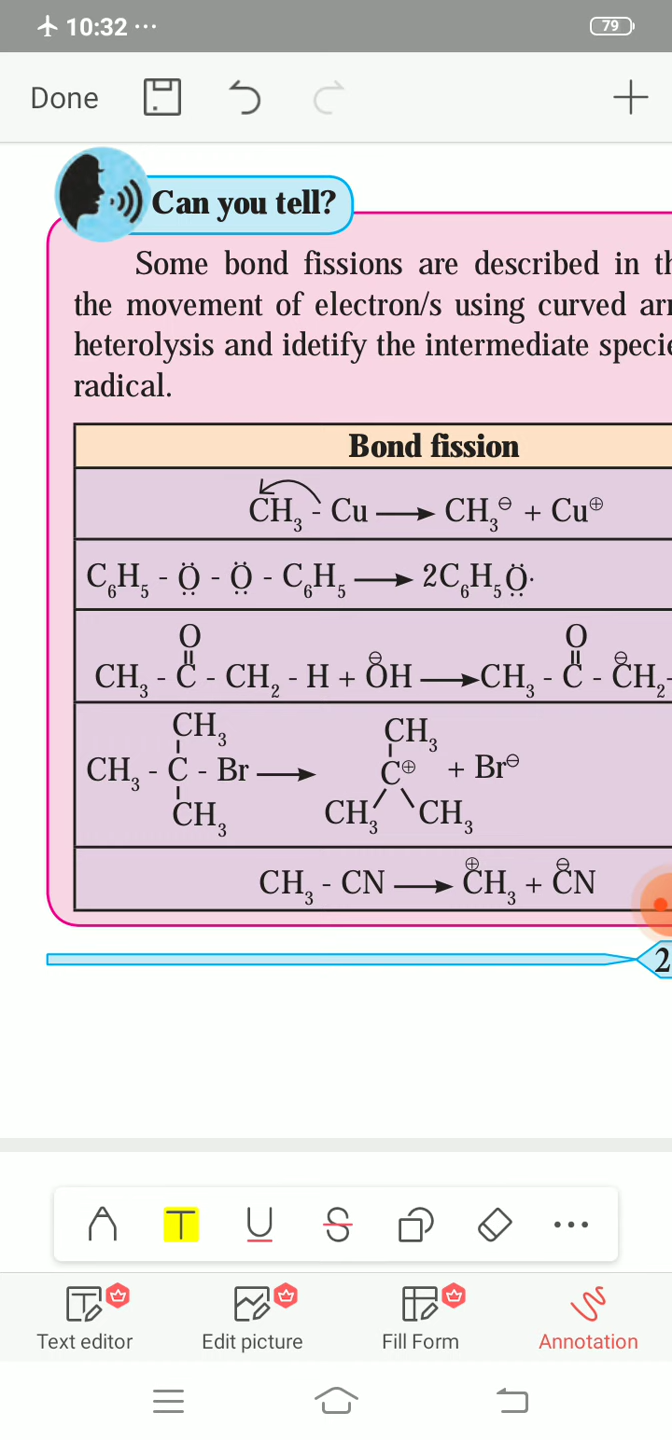 10:32 ...
79
Done
Can you tell?
Some bond fissions are described in th
the movement of electron/s using curved arr
heterolysis and idetify the intermediate specie
radical.
Bond fission
CH₃ - Cu ⟶ CH₃⊖ + Cu⊕
C₆H₅ - Ö̤ - Ö̤ - C₆H₅ ⟶ 2C₆H₅Ö̤·
O O
|| ||
CH₃ - C - CH₂ - H + ⊖OH ⟶ CH₃ - C - ⊖CH₂-
CH₃ CH₃
CH₃ - C - Br ⟶ C⊕ + Br⊖
CH₃ CH₃ CH₃
CH₃ - CN ⟶ ⊕CH₃ + ⊖CN
2
T U S ...
Text editor Edit picture Fill Form Annotation